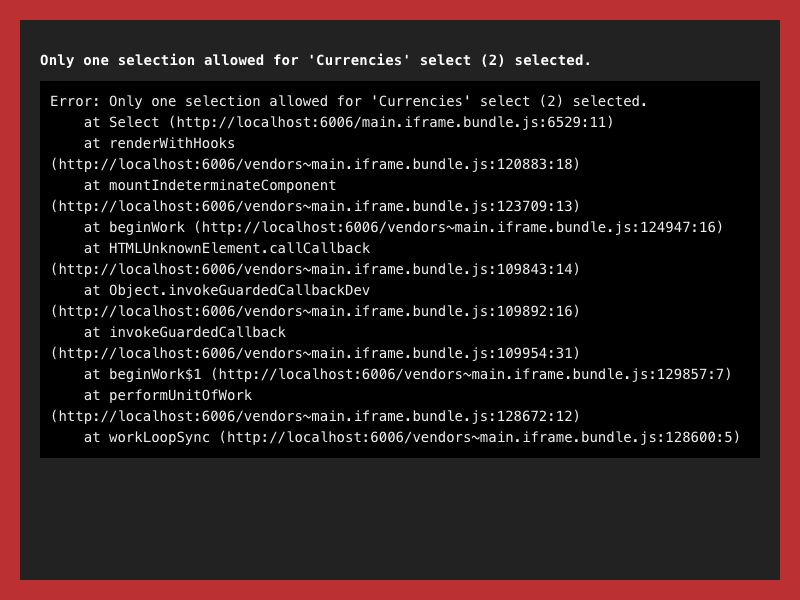 Only one selection allowed for 'Currencies' select (2) selected.
Error: Only one selection allowed for 'Currencies' select (2) selected.
    at Select (http://localhost:6006/main.iframe.bundle.js:6529:11)
    at renderWithHooks
(http://localhost:6006/vendors~main.iframe.bundle.js:120883:18)
    at mountIndeterminateComponent
(http://localhost:6006/vendors~main.iframe.bundle.js:123709:13)
    at beginWork (http://localhost:6006/vendors~main.iframe.bundle.js:124947:16)
    at HTMLUnknownElement.callCallback
(http://localhost:6006/vendors~main.iframe.bundle.js:109843:14)
    at Object.invokeGuardedCallbackDev
(http://localhost:6006/vendors~main.iframe.bundle.js:109892:16)
    at invokeGuardedCallback
(http://localhost:6006/vendors~main.iframe.bundle.js:109954:31)
    at beginWork$1 (http://localhost:6006/vendors~main.iframe.bundle.js:129857:7)
    at performUnitOfWork
(http://localhost:6006/vendors~main.iframe.bundle.js:128672:12)
    at workLoopSync (http://localhost:6006/vendors~main.iframe.bundle.js:128600:5)